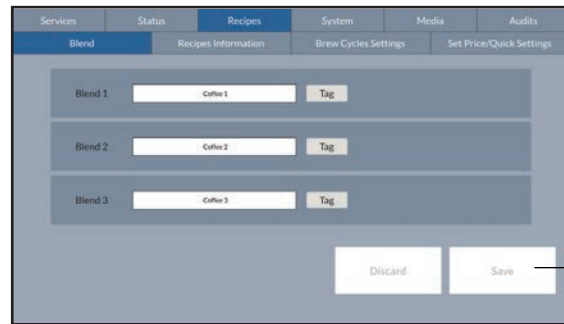 Services Status Recipes System Media Audits
Blend Recipes Information Brew Cycles Settings Set Price/Quick Settings
Blend 1 Coffee 1 Tag
Blend 2 Coffee 2 Tag
Blend 3 Coffee 3 Tag
Discard Save